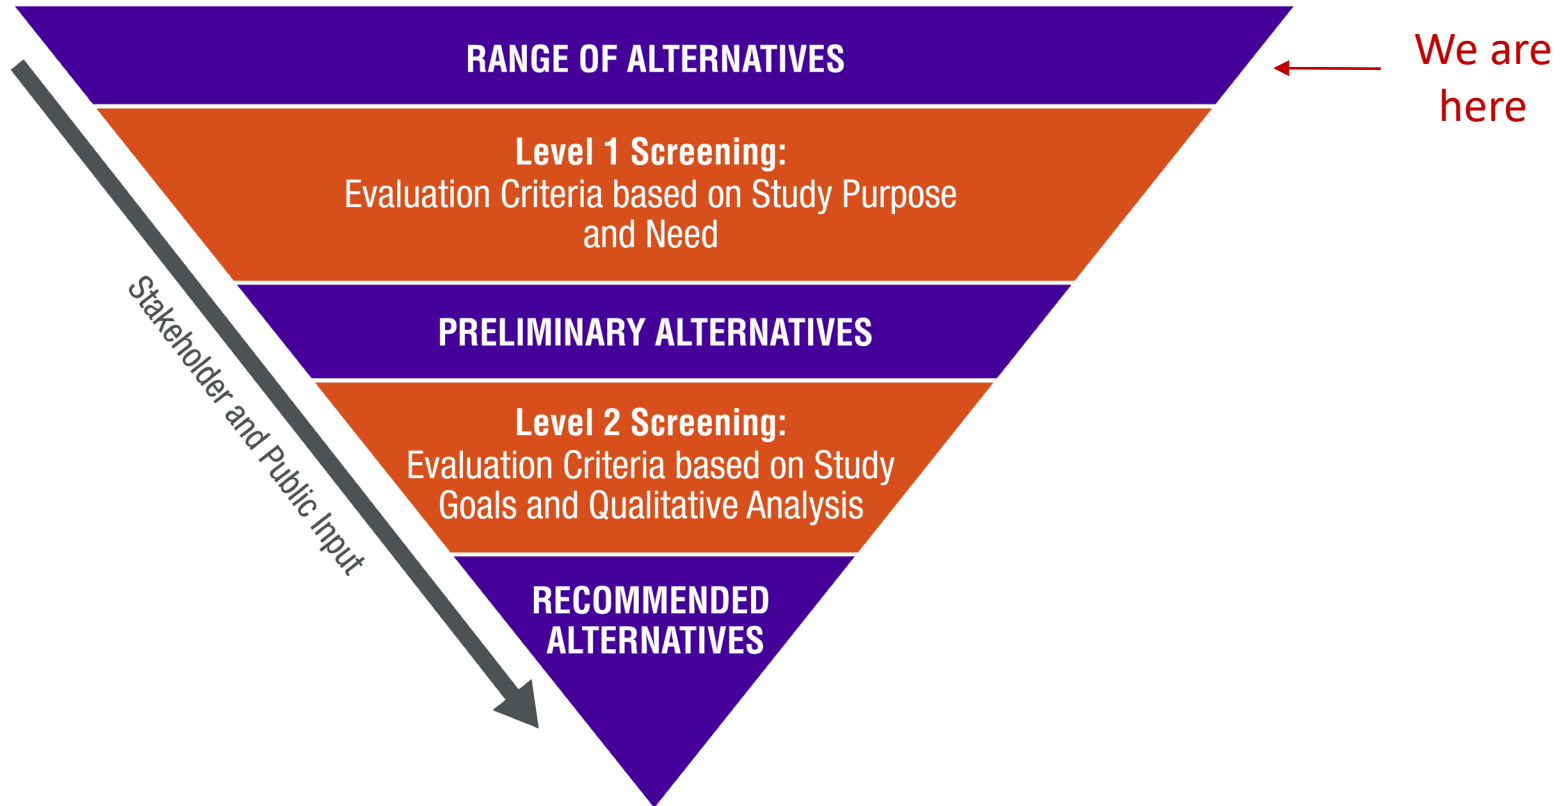 RANGE OF ALTERNATIVES
We are
here
Level 1 Screening:
Evaluation Criteria based on Study Purpose
and Need
PRELIMINARY ALTERNATIVES
Level 2 Screening:
Evaluation Criteria based on Study
Goals and Qualitative Analysis
RECOMMENDED
ALTERNATIVES
Stakeholder and Public Input